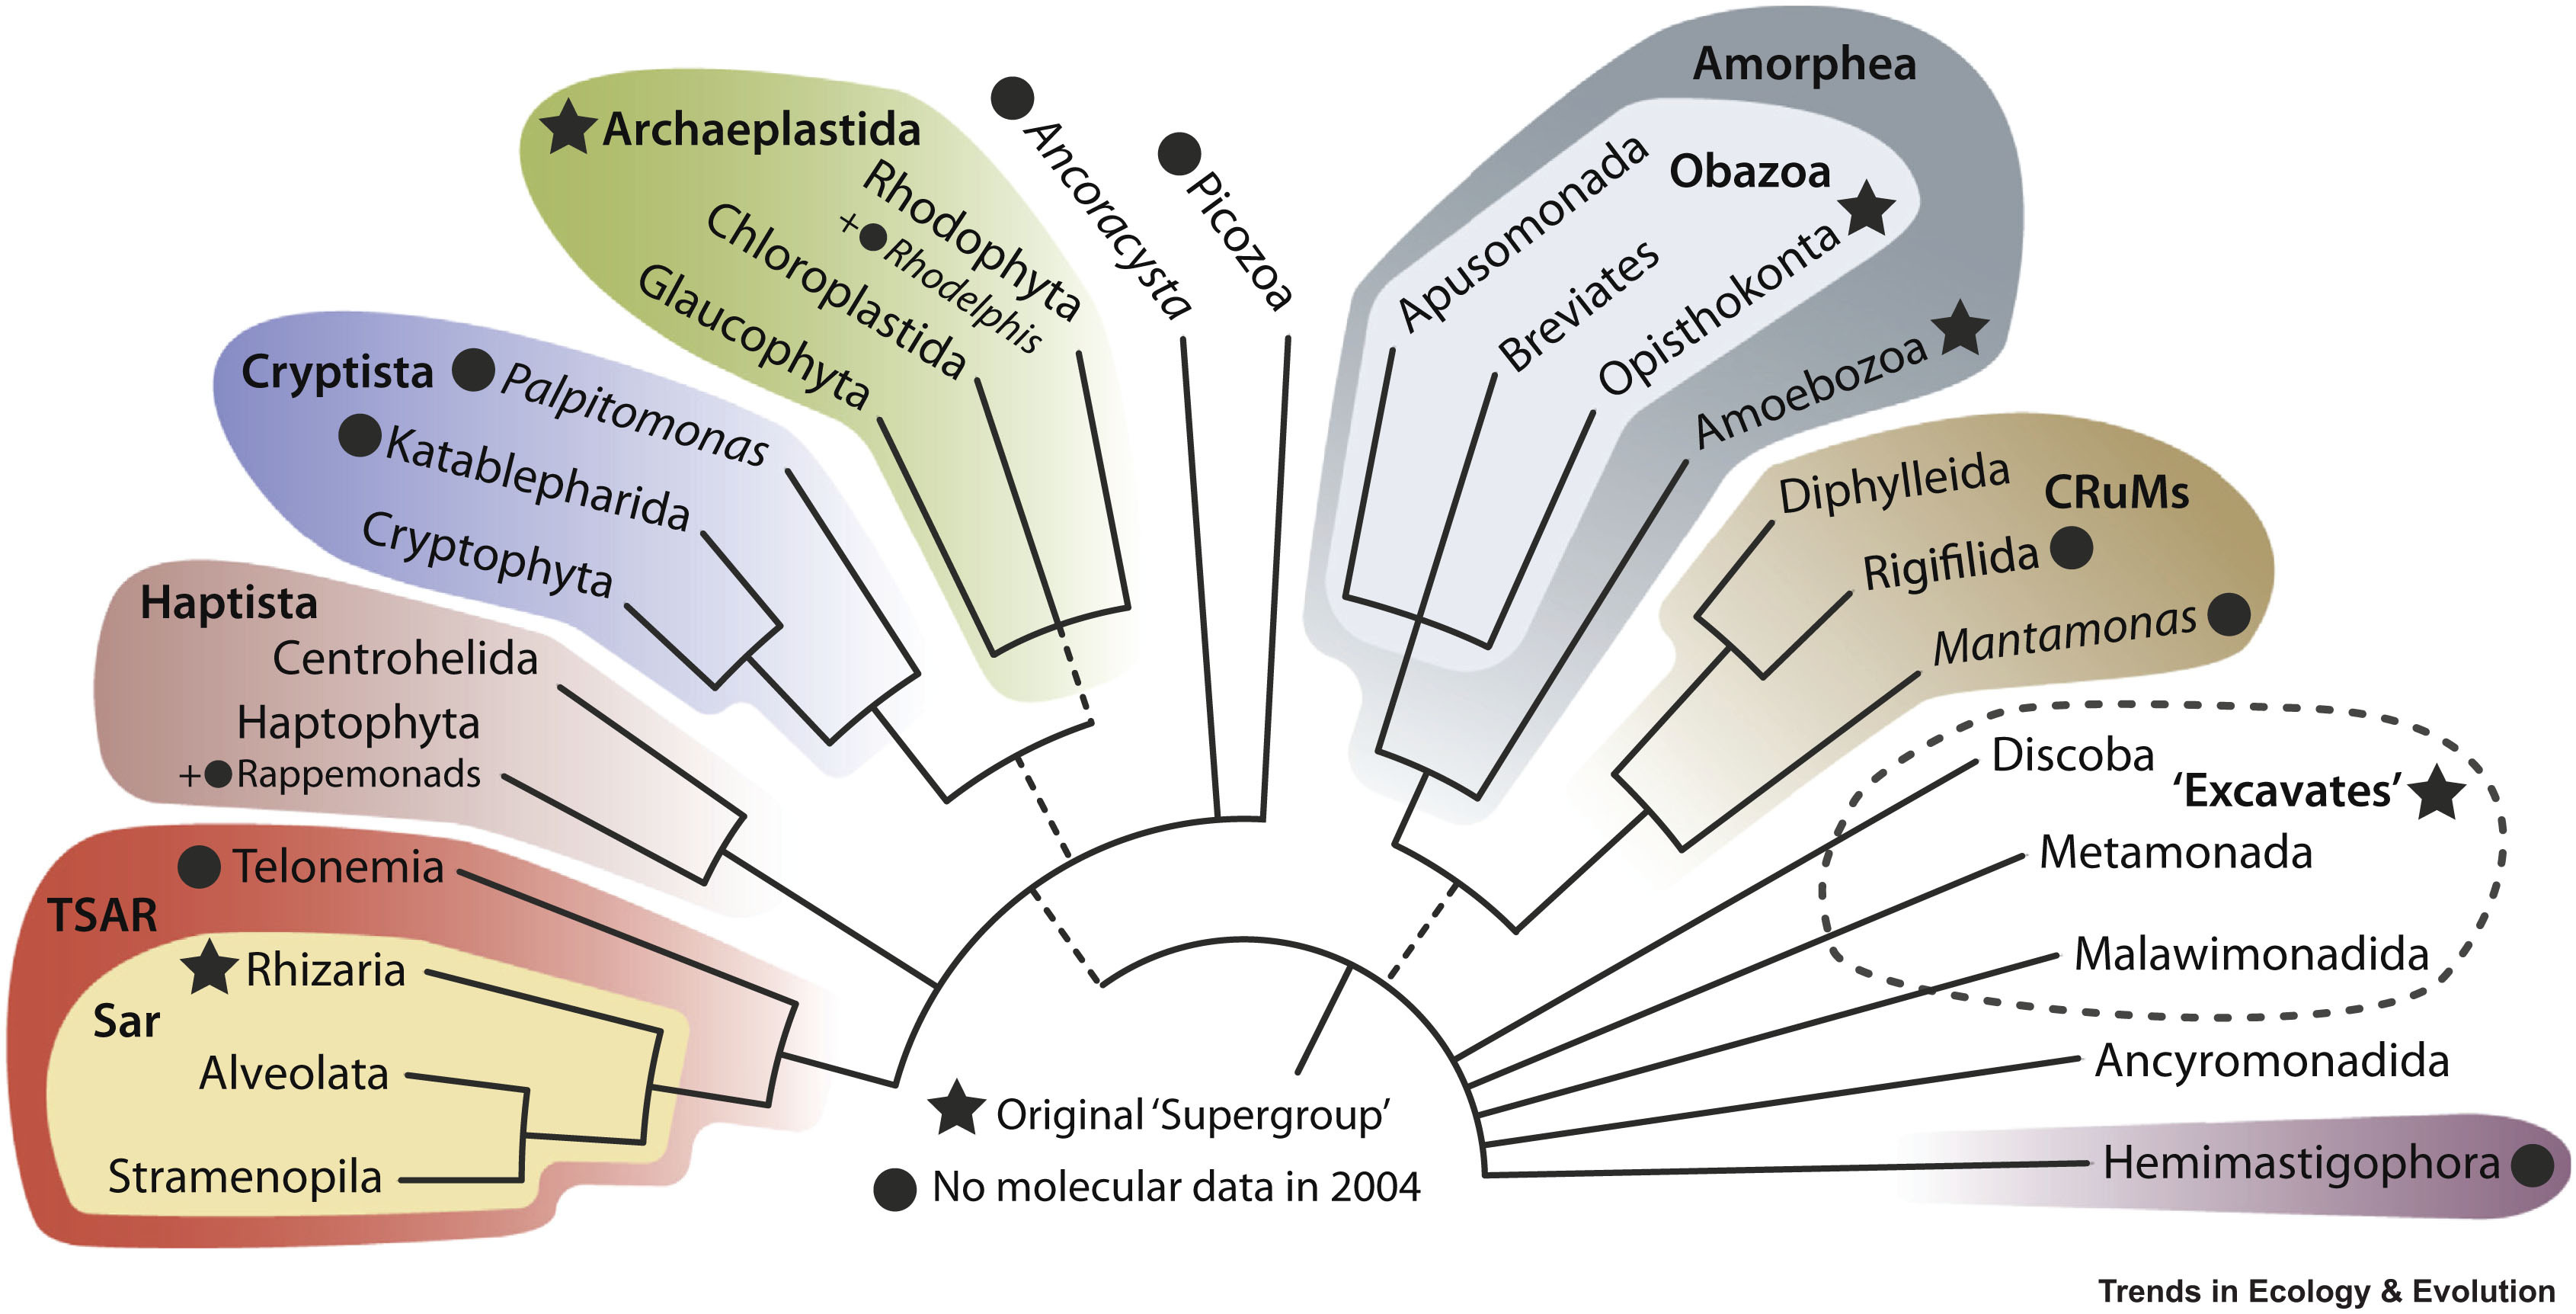 Amorphea
Archaeplastida
Rhodophyta
+ Rhodelphis
Chloroplastida
Glaucophyta
Ancoracysta
Picozoa
Apusomonada
Obazoa
Breviates
Opisthokonta
Amoebozoa
Cryptista
Palpitomonas
Katablepharida
Cryptophyta
Diphylleida
CRuMs
Rigifilida
Mantamonas
Haptista
Centrohelida
Haptophyta
+ Rappemonads
Discoba
‘Excavates’
Metamonada
Malawimonadida
Ancyromonadida
Hemimastigophora
Telonemia
TSAR
Rhizaria
Sar
Alveolata
Stramenopila
Original ‘Supergroup’
No molecular data in 2004
Trends in Ecology & Evolution